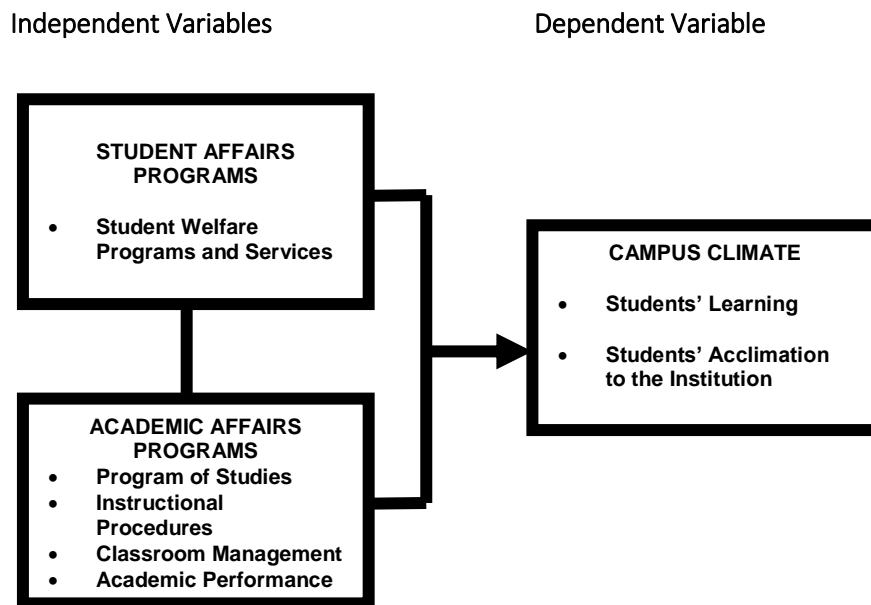 Independent Variables
Dependent Variable
STUDENT AFFAIRS
PROGRAMS
• Student Welfare
Programs and Services
ACADEMIC AFFAIRS
PROGRAMS
• Program of Studies
• Instructional
Procedures
• Classroom Management
• Academic Performance
CAMPUS CLIMATE
• Students’ Learning
• Students’ Acclimation
to the Institution